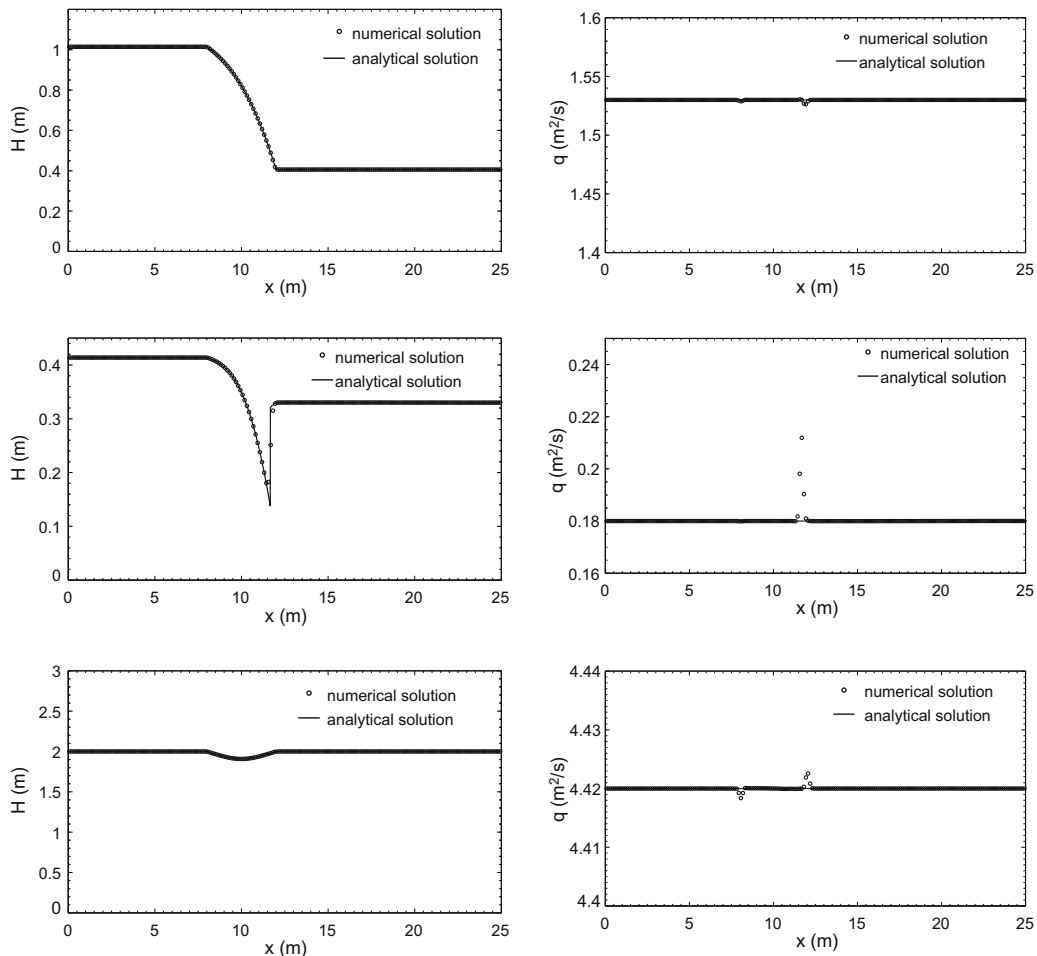 H (m)
1
0.8
0.6
0.4
0.2
0
numerical solution
analytical solution
0 5 10 15 20 25
x (m)
q (m²/s)
1.6
1.55
1.5
1.45
1.4
numerical solution
analytical solution
0 5 10 15 20 25
x (m)
H (m)
0.4
0.3
0.2
0.1
0
numerical solution
analytical solution
0 5 10 15 20 25
x (m)
q (m²/s)
0.24
0.22
0.2
0.18
0.16
numerical solution
analytical solution
0 5 10 15 20 25
x (m)
H (m)
3
2.5
2
1.5
1
0.5
0
numerical solution
analytical solution
0 5 10 15 20 25
x (m)
q (m²/s)
4.44
4.43
4.42
4.41
4.4
numerical solution
analytical solution
0 5 10 15 20 25
x (m)